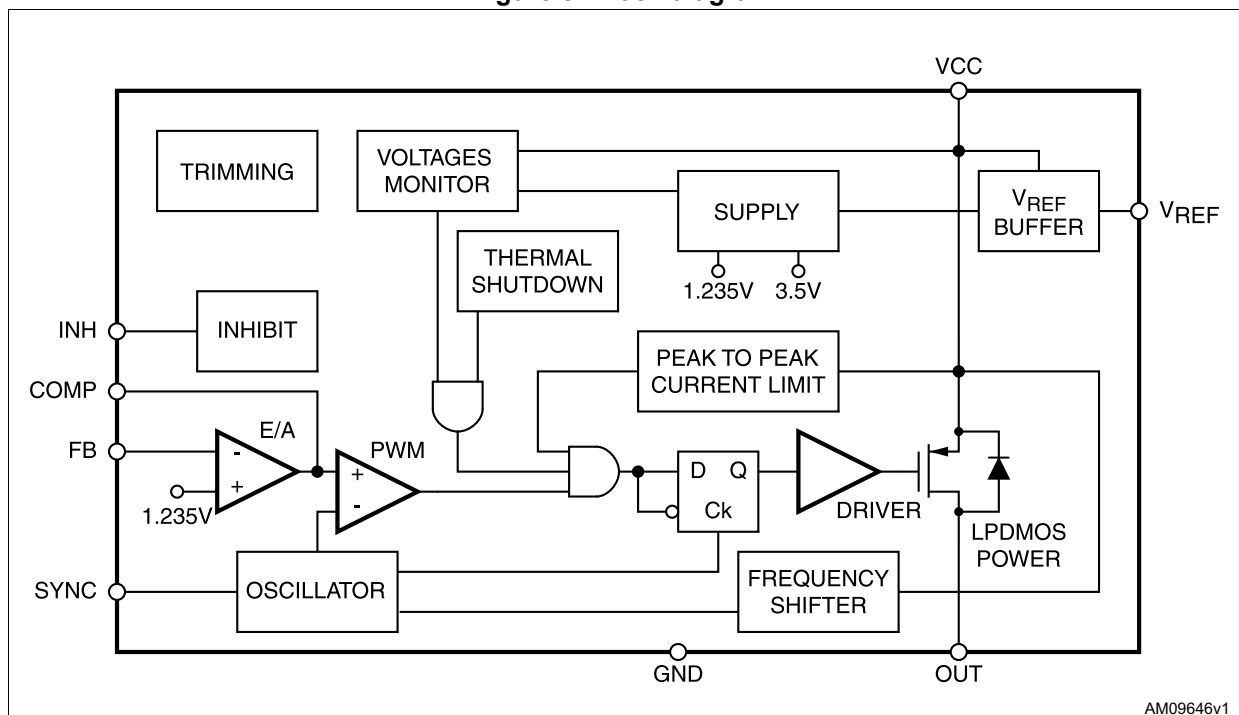 VCC
TRIMMING
VOLTAGES
MONITOR
SUPPLY
VREF
BUFFER
VREF
THERMAL
SHUTDOWN
1.235V
3.5V
INH
INHIBIT
PEAK TO PEAK
CURRENT LIMIT
COMP
E/A
FB
-
+
1.235V
PWM
+
-
D
Q
Ck
DRIVER
LPDMOS
POWER
SYNC
OSCILLATOR
FREQUENCY
SHIFTER
GND
OUT
AM09646v1